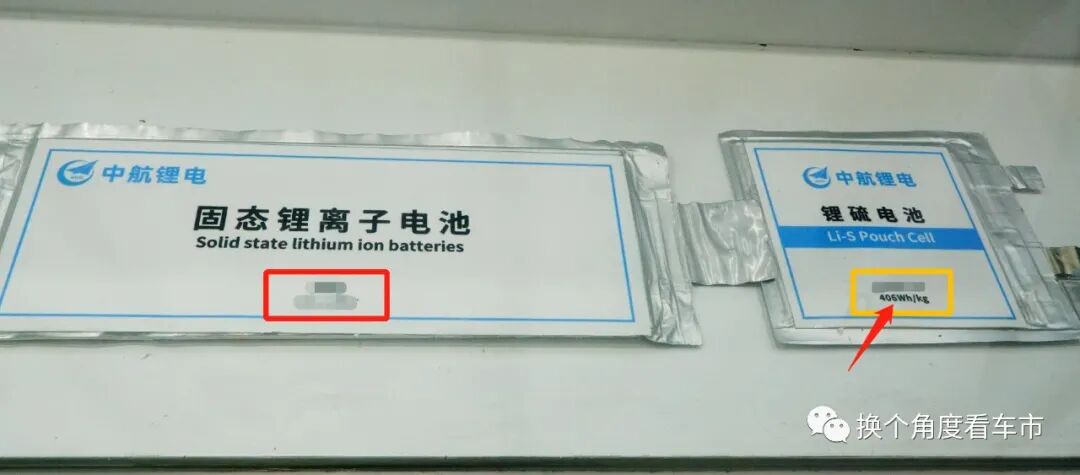 中航锂电
固态锂离子电池
Solid state lithium ion batteries
中航锂电
锂硫电池
Li-S Pouch Cell
406Wh/kg
换个角度看车市